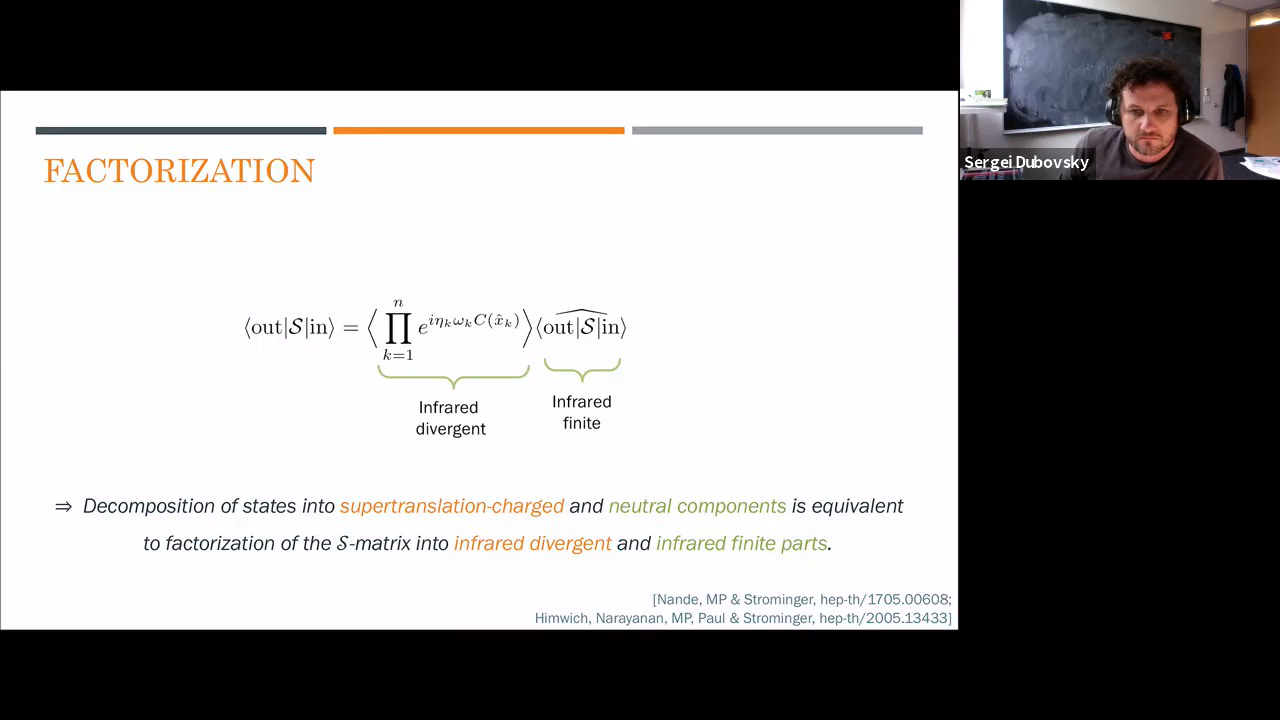 FACTORIZATION
⟨out|𝒮|in⟩ = ⟨ ∏_{k=1}^{n} e^{iη_k ω_k C(x̂_k)} ⟩ \widehat{⟨out|𝒮|in⟩}
Infrared
divergent
Infrared
finite
⇒ Decomposition of states into supertranslation-charged and neutral components is equivalent
to factorization of the 𝒮-matrix into infrared divergent and infrared finite parts.
[Nande, MP & Strominger, hep-th/1705.00608;
Himwich, Narayanan, MP, Paul & Strominger, hep-th/2005.13433]
Sergei Dubovsky